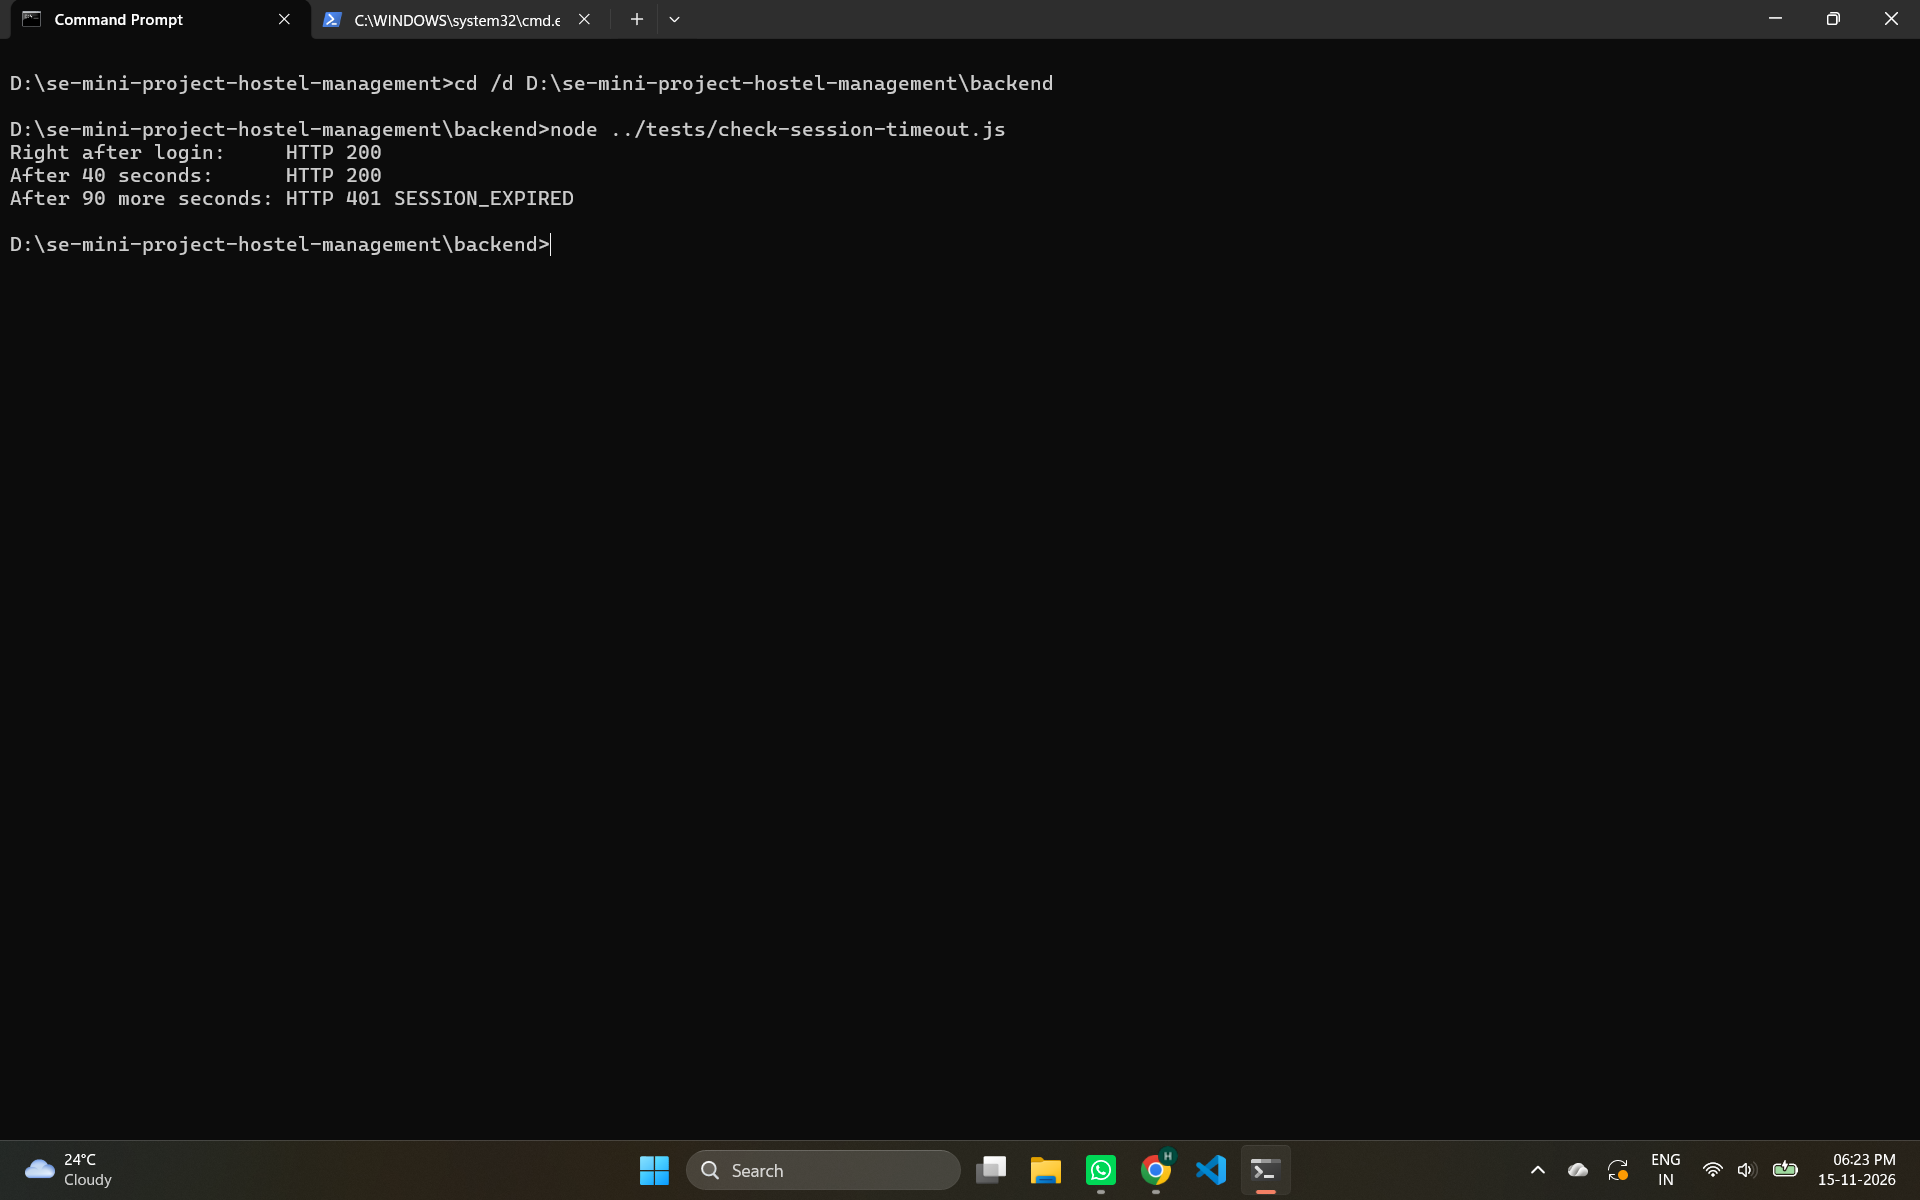 Command Prompt
C:\WINDOWS\system32\cmd.e
D:\se-mini-project-hostel-management>cd /d D:\se-mini-project-hostel-management\backend
D:\se-mini-project-hostel-management\backend>node ../tests/check-session-timeout.js
Right after login:     HTTP 200
After 40 seconds:      HTTP 200
After 90 more seconds: HTTP 401 SESSION_EXPIRED
D:\se-mini-project-hostel-management\backend>
24°C
Cloudy
Search
H
ENG
IN
06:23 PM
15-11-2026